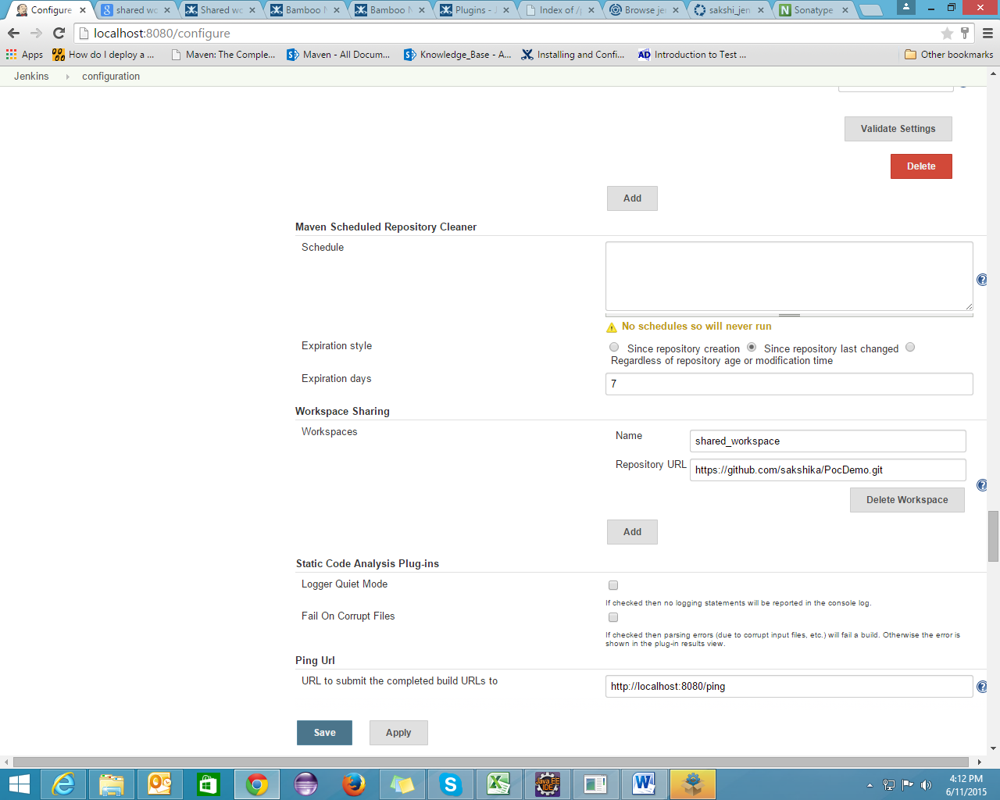 Configure
shared wc
Shared wc
Bamboo N
Bamboo N
Plugins - J
Index of /p
Browse je
sakshi_jen
Sonatype
localhost:8080/configure
Apps
How do I deploy a ...
Maven: The Comple...
Maven - All Docum...
Knowledge_Base - A...
Installing and Confi...
AD Introduction to Test ...
Other bookmarks
Jenkins
configuration
Validate Settings
Delete
Add
Maven Scheduled Repository Cleaner
Schedule
No schedules so will never run
Expiration style
Since repository creation
Since repository last changed
Regardless of repository age or modification time
Expiration days
7
Workspace Sharing
Workspaces
Name
shared_workspace
Repository URL
https://github.com/sakshika/PocDemo.git
Delete Workspace
Add
Static Code Analysis Plug-ins
Logger Quiet Mode
If checked then no logging statements will be reported in the console log.
Fail On Corrupt Files
If checked then parsing errors (due to corrupt input files, etc.) will fail a build. Otherwise the error is
shown in the plug-in results view.
Ping Url
URL to submit the completed build URLs to
http://localhost:8080/ping
Save
Apply
Java EE
IDE
4:12 PM
6/11/2015